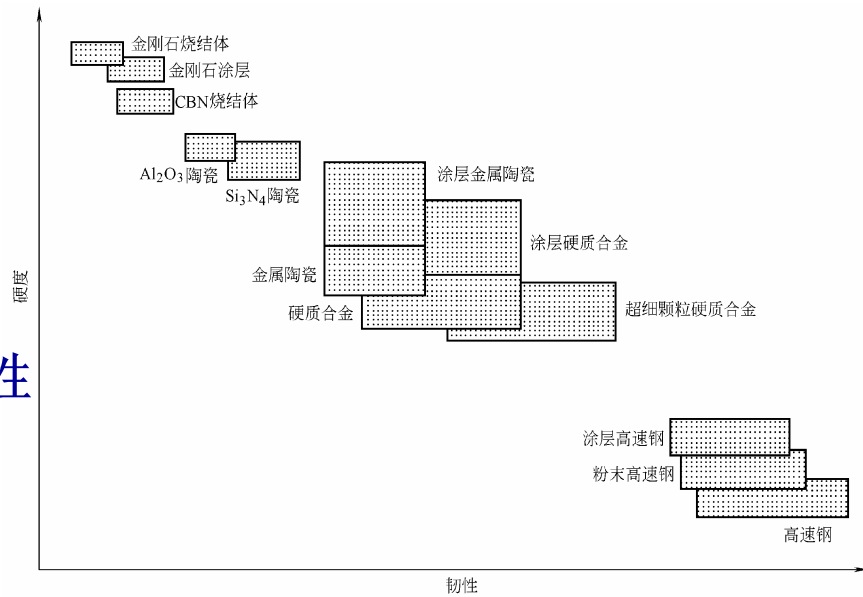 金刚石烧结体
金刚石涂层
CBN烧结体
Al₂O₃陶瓷
Si₃N₄陶瓷
涂层金属陶瓷
涂层硬质合金
金属陶瓷
硬质合金
超细颗粒硬质合金
硬度
性
涂层高速钢
粉末高速钢
高速钢
韧性